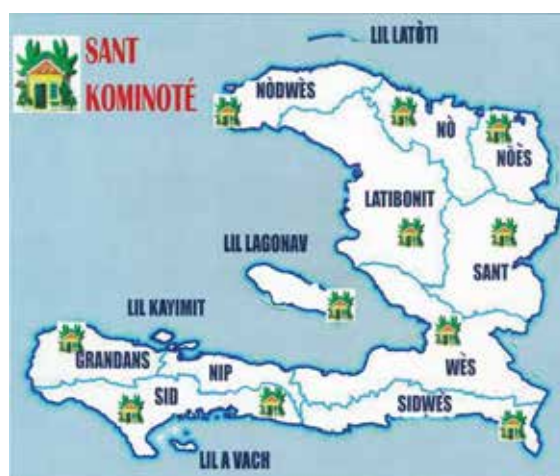 SANT
KOMINOTÉ
LIL LATÒTI
NÒDWÈS
NÒ
NÒÈS
LATIBONIT
LIL LAGONAV
SANT
LIL KAYIMIT
GRANDANS
NIP
WÈS
SID
SIDWÈS
LIL A VACH